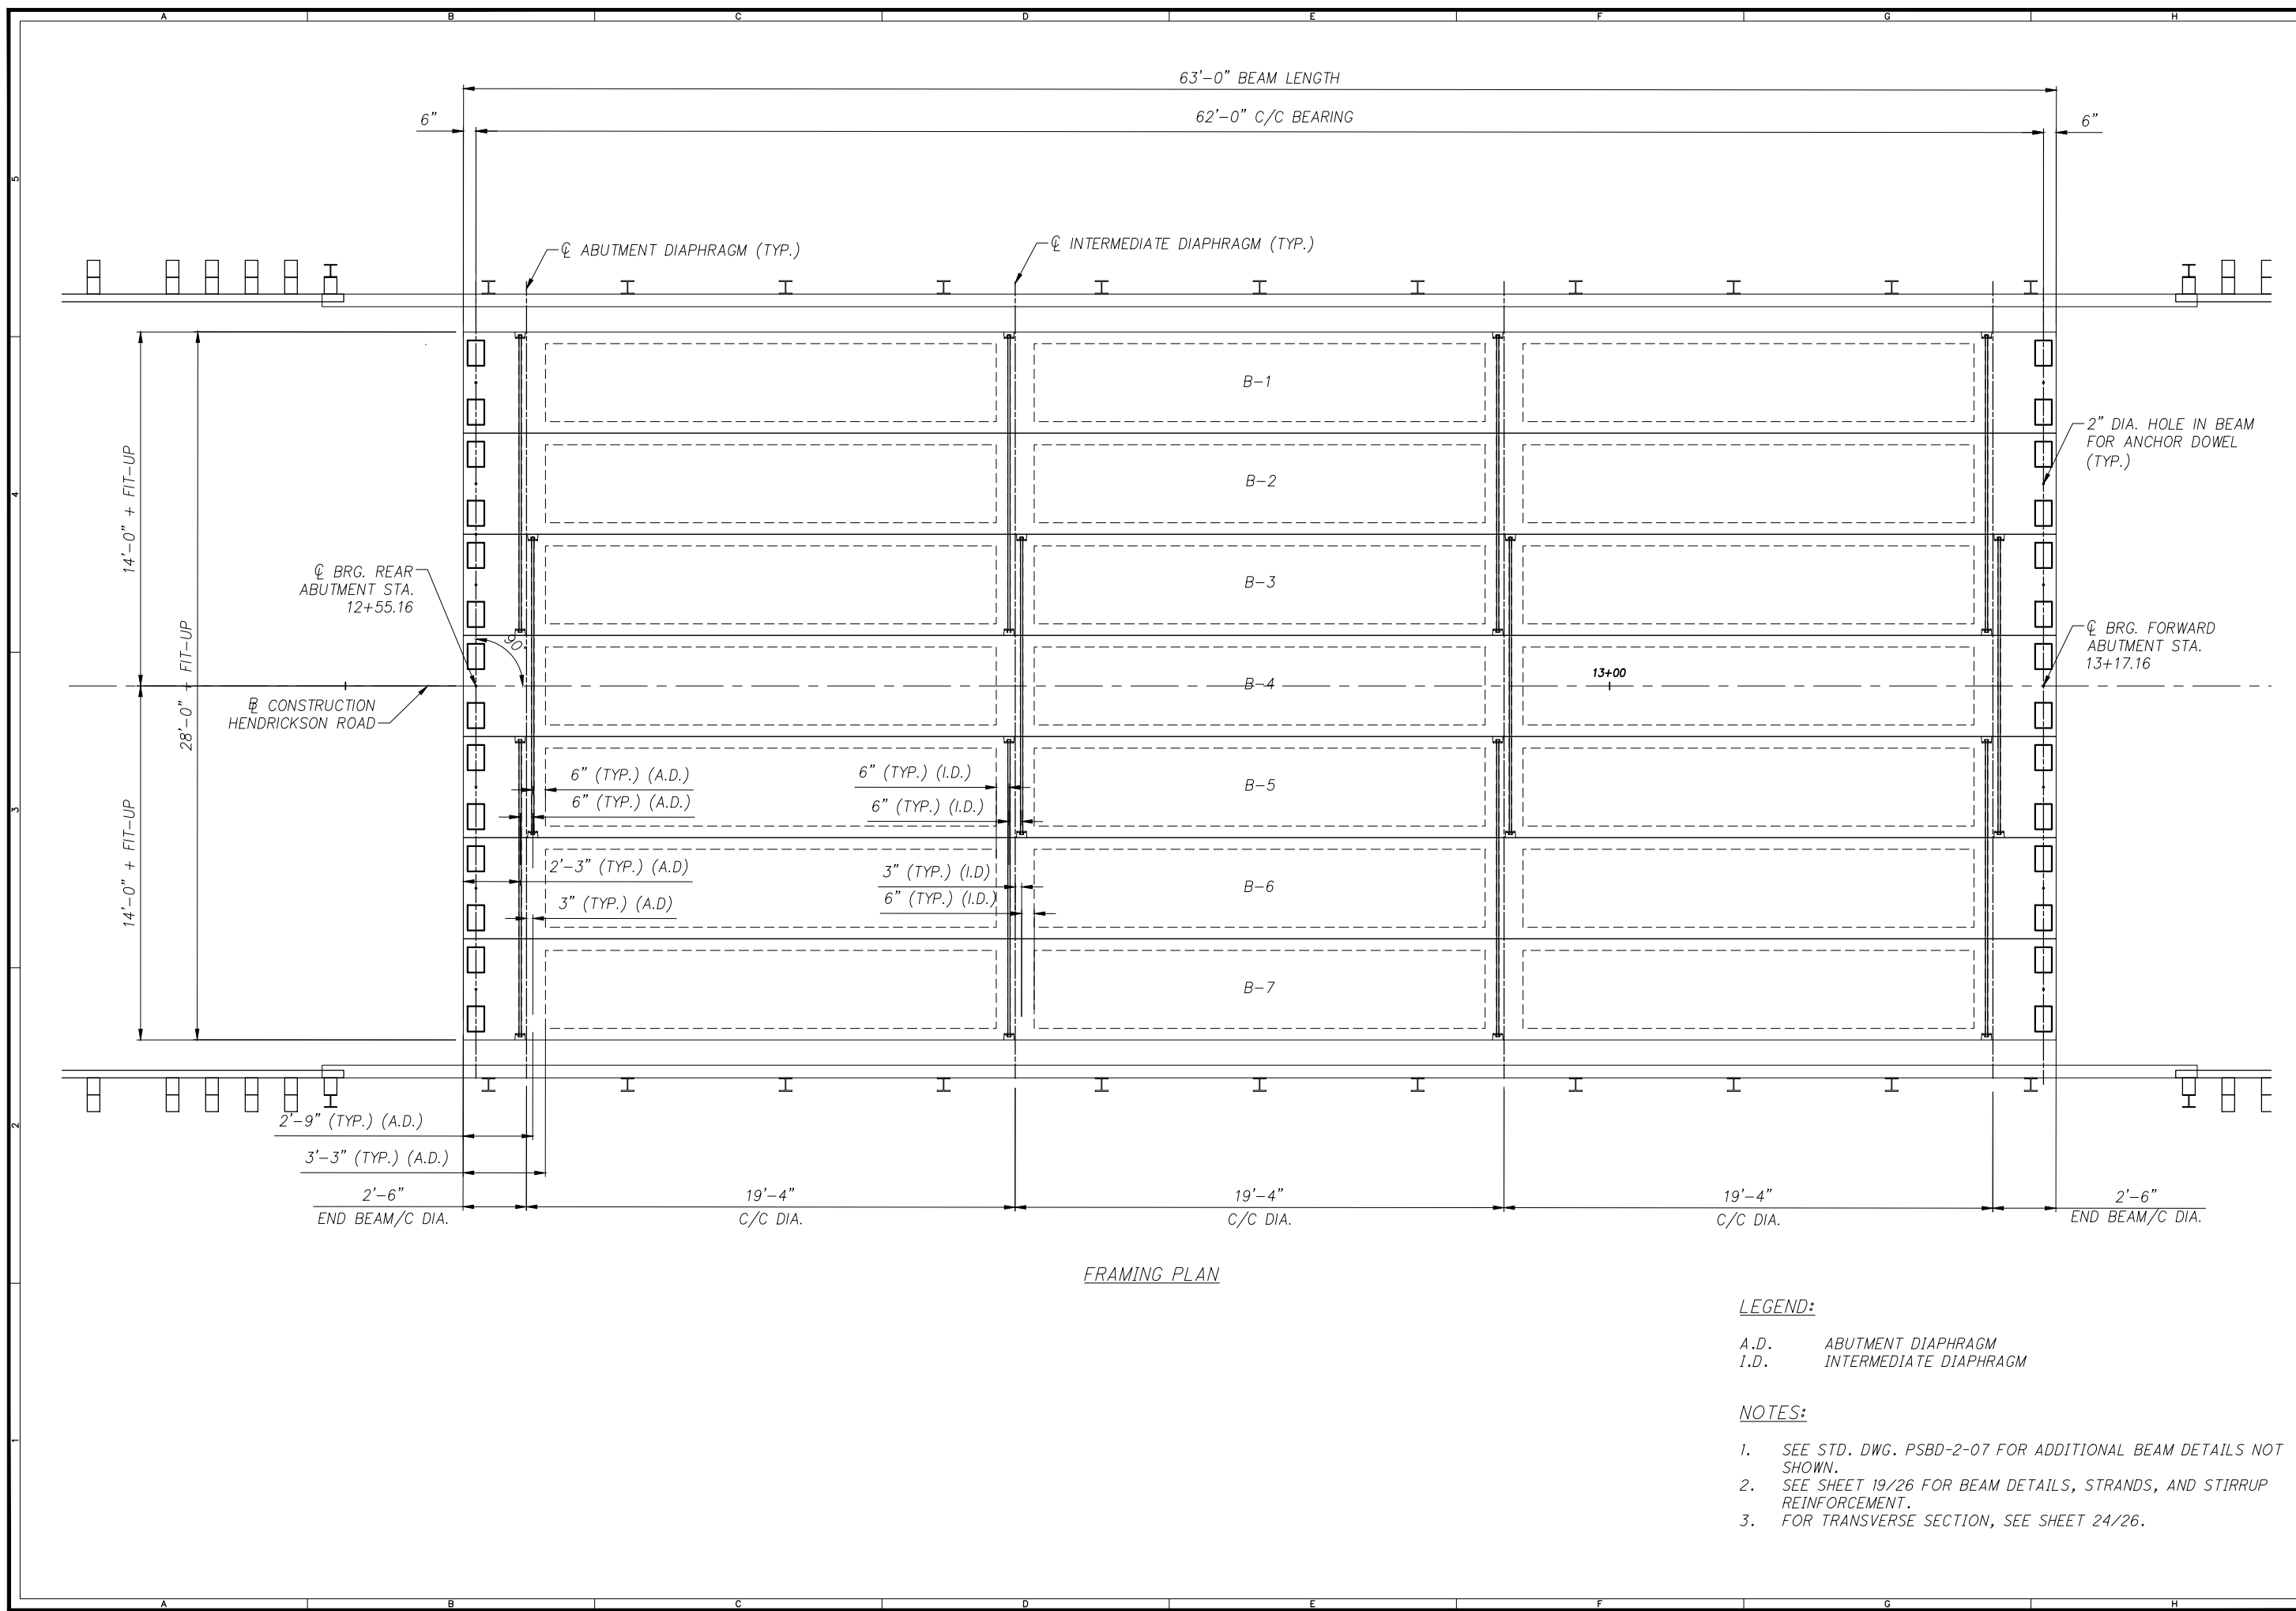 A B C D E F G H
63'-0" BEAM LENGTH
62'-0" C/C BEARING
6"
6"
5
℄ ABUTMENT DIAPHRAGM (TYP.)
℄ INTERMEDIATE DIAPHRAGM (TYP.)
B-1
2" DIA. HOLE IN BEAM
FOR ANCHOR DOWEL
(TYP.)
14'-0" + FIT-UP
4
B-2
℄ BRG. REAR
ABUTMENT STA.
12+55.16
B-3
28'-0" + FIT-UP
90°
℄ BRG. FORWARD
ABUTMENT STA.
13+17.16
13+00
B-4
BL CONSTRUCTION
HENDRICKSON ROAD
6" (TYP.) (A.D.)
6" (TYP.) (I.D.)
B-5
6" (TYP.) (A.D.)
6" (TYP.) (I.D.)
3
14'-0" + FIT-UP
2'-3" (TYP.) (A.D)
3" (TYP.) (I.D)
B-6
3" (TYP.) (A.D)
6" (TYP.) (I.D.)
B-7
2'-9" (TYP.) (A.D.)
2
3'-3" (TYP.) (A.D.)
2'-6"
END BEAM/C DIA.
19'-4"
C/C DIA.
19'-4"
C/C DIA.
19'-4"
C/C DIA.
2'-6"
END BEAM/C DIA.
FRAMING PLAN
LEGEND:
A.D. ABUTMENT DIAPHRAGM
I.D. INTERMEDIATE DIAPHRAGM
NOTES:
1. SEE STD. DWG. PSBD-2-07 FOR ADDITIONAL BEAM DETAILS NOT
SHOWN.
2. SEE SHEET 19/26 FOR BEAM DETAILS, STRANDS, AND STIRRUP
REINFORCEMENT.
3. FOR TRANSVERSE SECTION, SEE SHEET 24/26.
1
A B C D E F G H